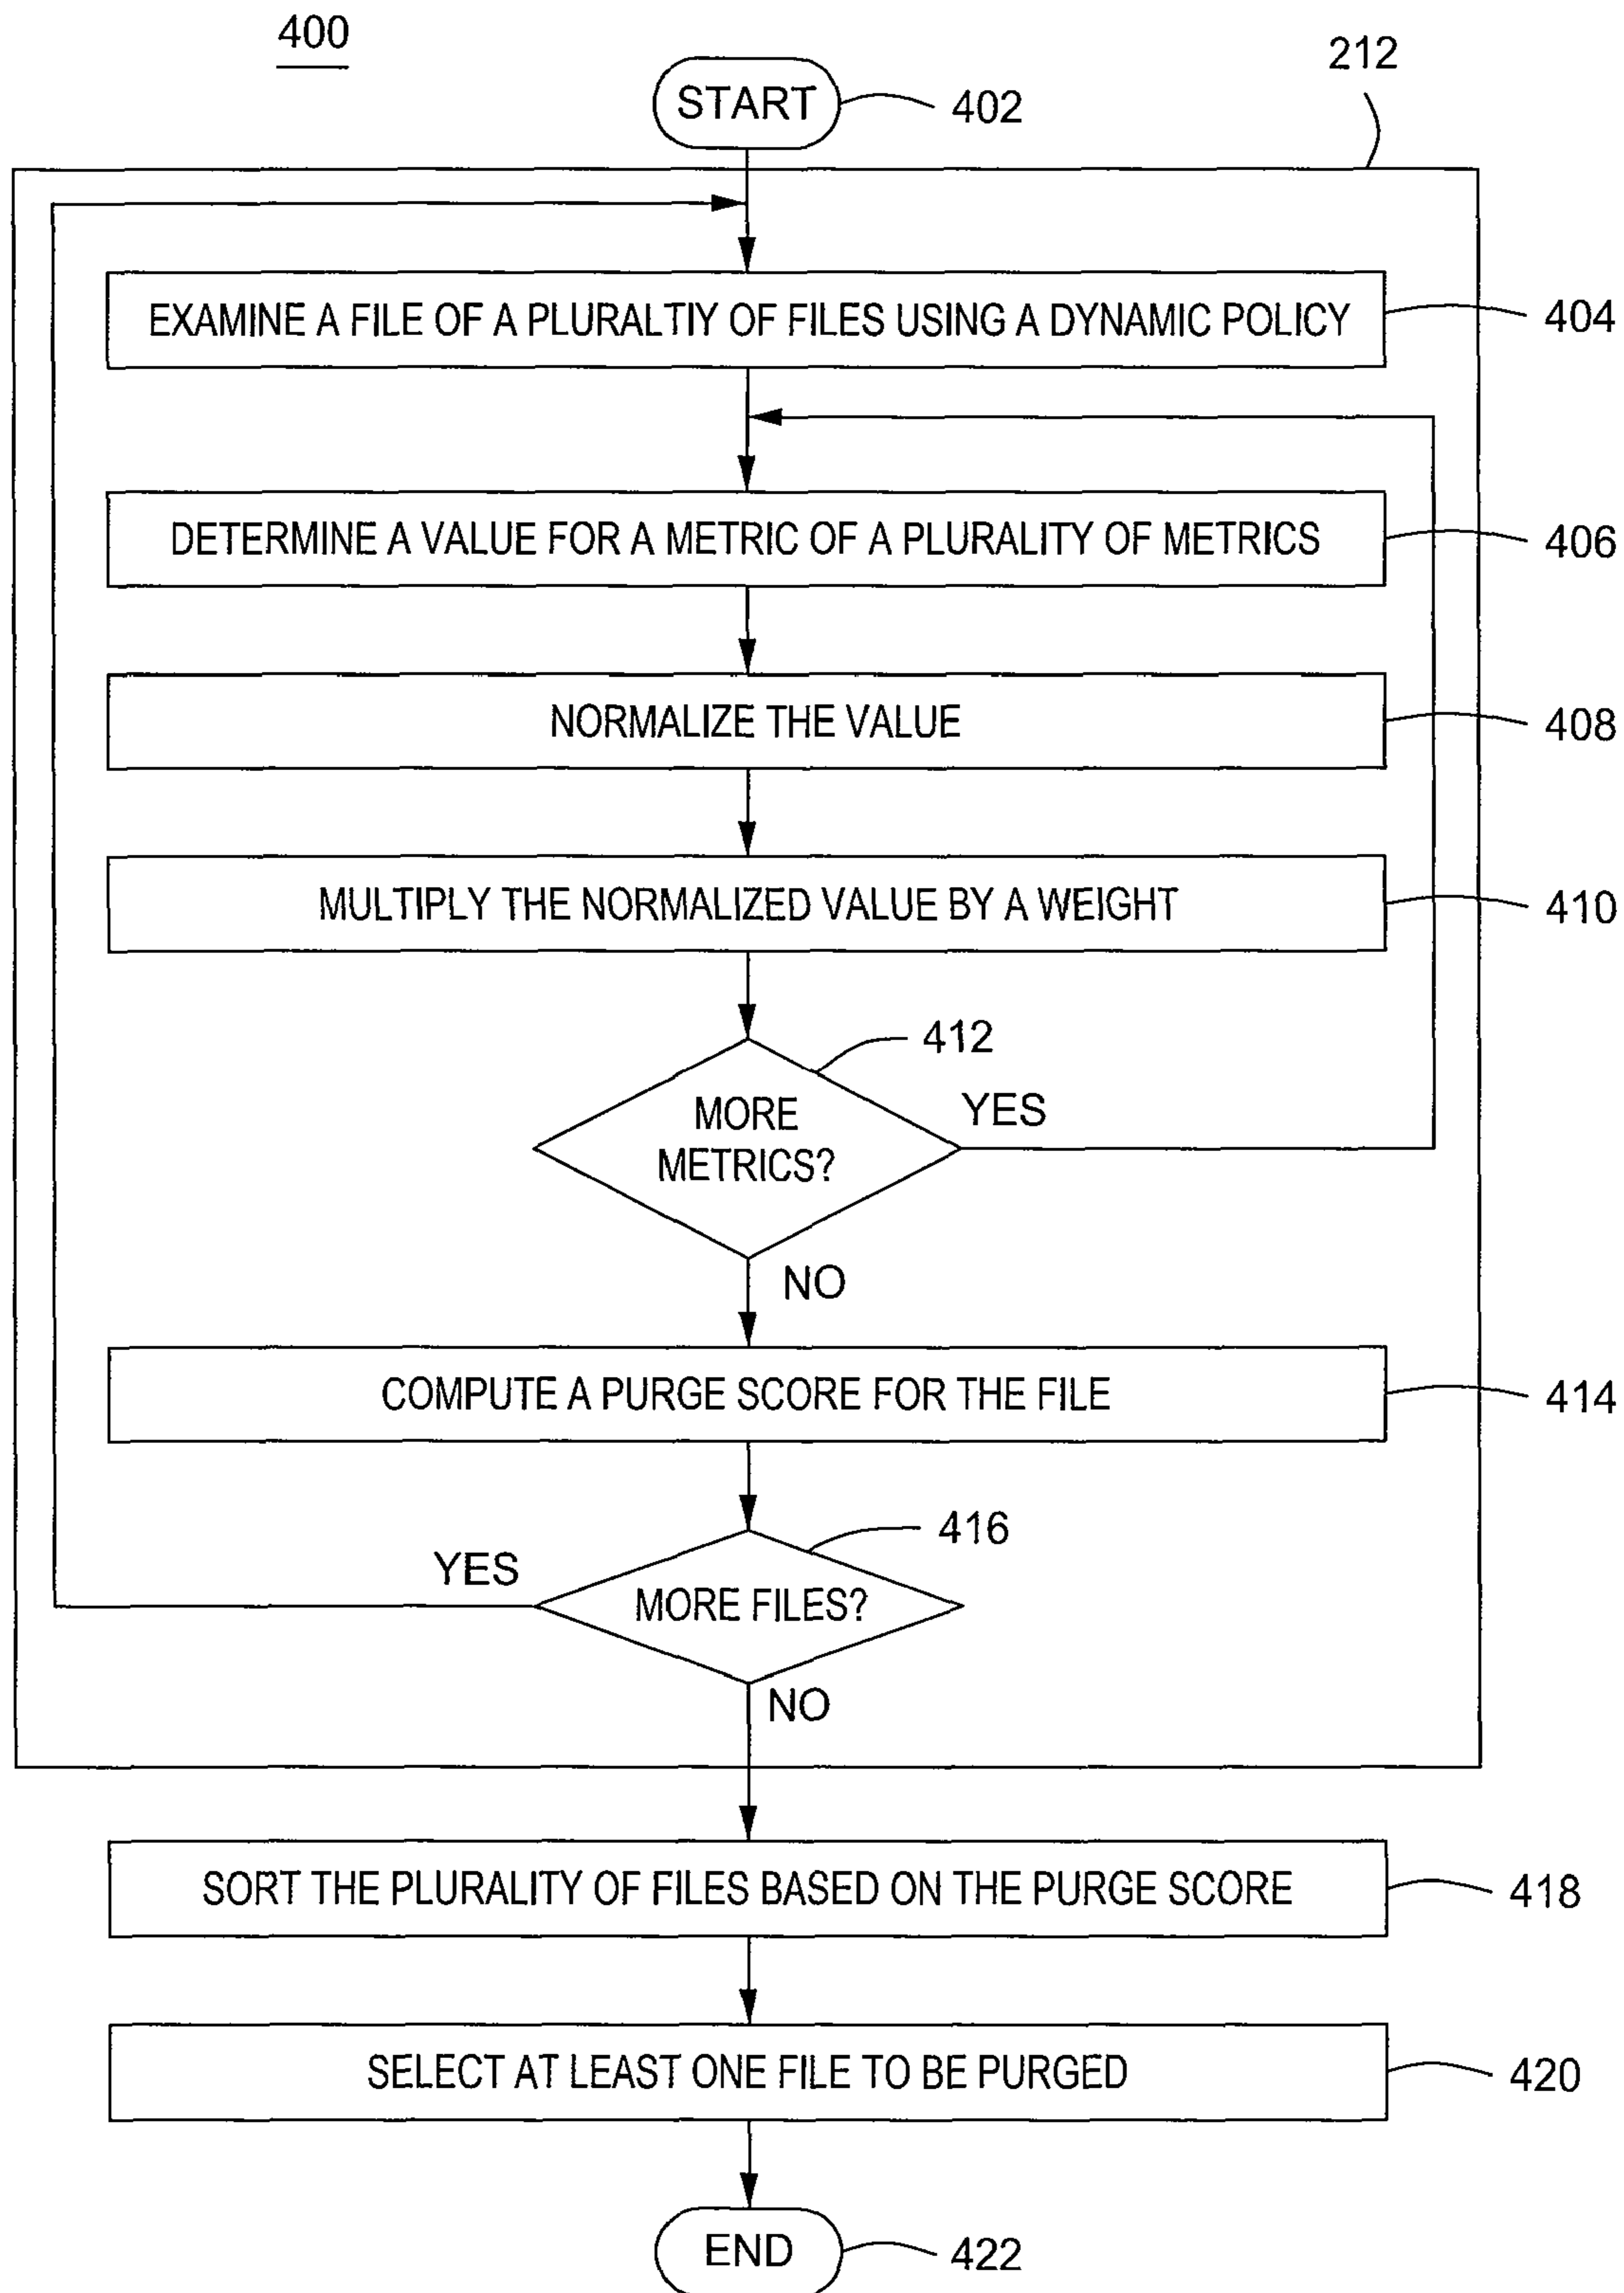 400
212
START
402
EXAMINE A FILE OF A PLURALTIY OF FILES USING A DYNAMIC POLICY
404
DETERMINE A VALUE FOR A METRIC OF A PLURALITY OF METRICS
406
NORMALIZE THE VALUE
408
MULTIPLY THE NORMALIZED VALUE BY A WEIGHT
410
412
MORE
METRICS?
YES
NO
COMPUTE A PURGE SCORE FOR THE FILE
414
416
YES
MORE FILES?
NO
SORT THE PLURALITY OF FILES BASED ON THE PURGE SCORE
418
SELECT AT LEAST ONE FILE TO BE PURGED
420
END
422